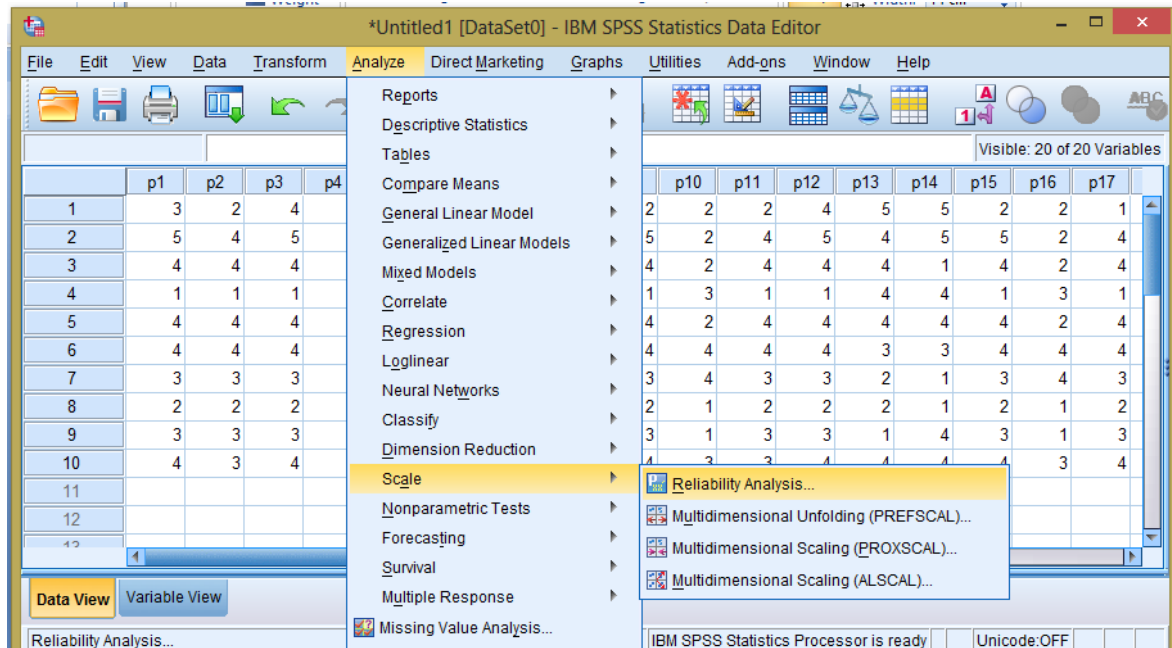 *Untitled1 [DataSet0] - IBM SPSS Statistics Data Editor
File Edit View Data Transform Analyze Direct Marketing Graphs Utilities Add-ons Window Help
Visible: 20 of 20 Variables
p1 p2 p3 p4 p10 p11 p12 p13 p14 p15 p16 p17
1 3 2 4 2 2 2 4 5 5 2 2 1
2 5 4 5 5 2 4 5 4 5 5 2 4
3 4 4 4 4 2 4 4 4 1 4 2 4
4 1 1 1 1 3 1 1 4 4 1 3 1
5 4 4 4 4 2 4 4 4 4 4 2 4
6 4 4 4 4 4 4 4 3 3 4 4 4
7 3 3 3 3 4 3 3 2 1 3 4 3
8 2 2 2 2 1 2 2 2 1 2 1 2
9 3 3 3 3 1 3 3 1 4 3 1 3
10 4 3 4 4 3 3 4 4 4 4 3 4
11
12
Reports
Descriptive Statistics
Tables
Compare Means
General Linear Model
Generalized Linear Models
Mixed Models
Correlate
Regression
Loglinear
Neural Networks
Classify
Dimension Reduction
Scale
Nonparametric Tests
Forecasting
Survival
Multiple Response
Missing Value Analysis...
Reliability Analysis...
Multidimensional Unfolding (PREFSCAL)...
Multidimensional Scaling (PROXSCAL)...
Multidimensional Scaling (ALSCAL)...
Data View Variable View
Reliability Analysis... IBM SPSS Statistics Processor is ready Unicode:OFF